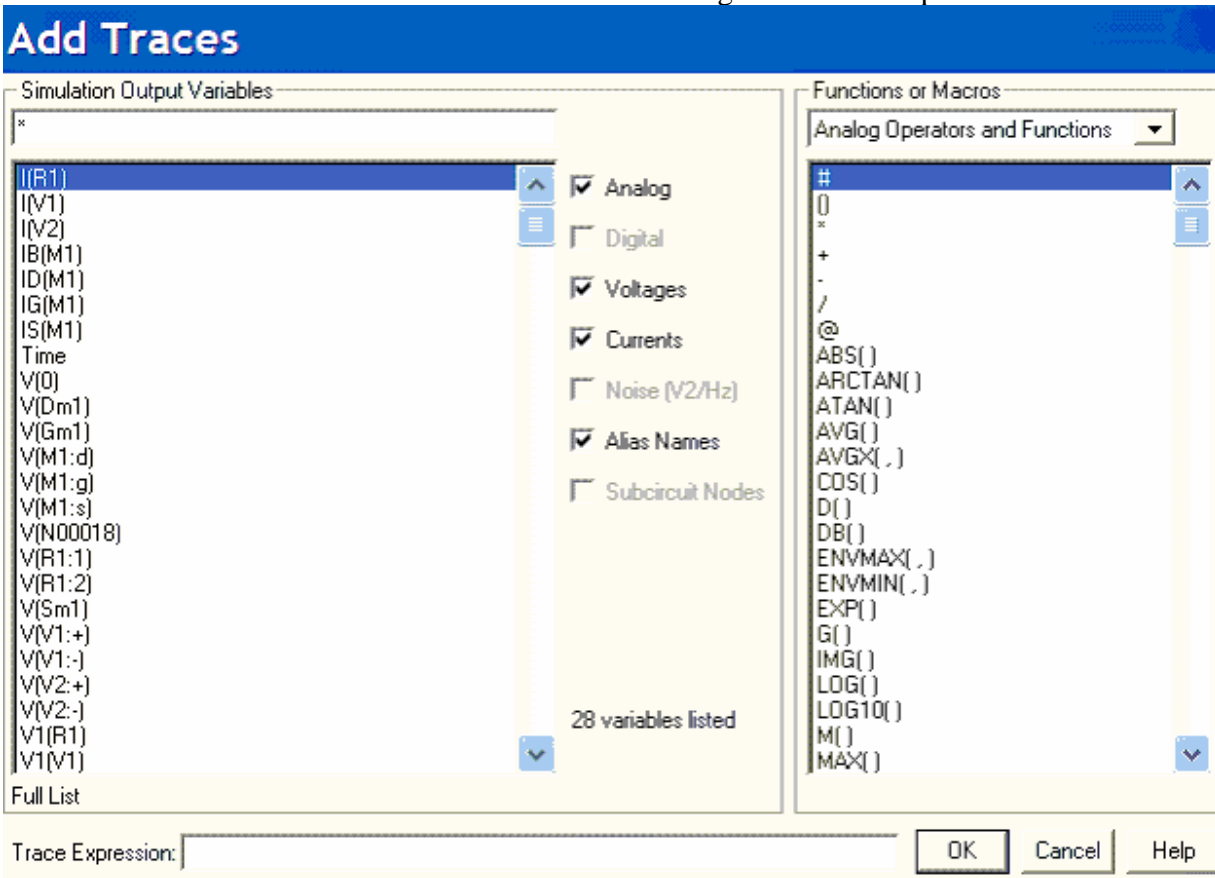 Add Traces
Simulation Output Variables
*
I(R1)
I(V1)
I(V2)
IB(M1)
ID(M1)
IG(M1)
IS(M1)
Time
V(0)
V(Dm1)
V(Gm1)
V(M1:d)
V(M1:g)
V(M1:s)
V(N00018)
V(R1:1)
V(R1:2)
V(Sm1)
V(V1:+)
V(V1:-)
V(V2:+)
V(V2:-)
V1(R1)
V1(V1)
Full List
Analog
Digital
Voltages
Currents
Noise (V2/Hz)
Alias Names
Subcircuit Nodes
28 variables listed
Functions or Macros
Analog Operators and Functions
#
()
*
+
-
/
@
ABS()
ARCTAN()
ATAN()
AVG()
AVGX(,)
COS()
D()
DB()
ENVMAX(,)
ENVMIN(,)
EXP()
G()
IMG()
LOG()
LOG10()
M()
MAX()
Trace Expression:
OK Cancel Help